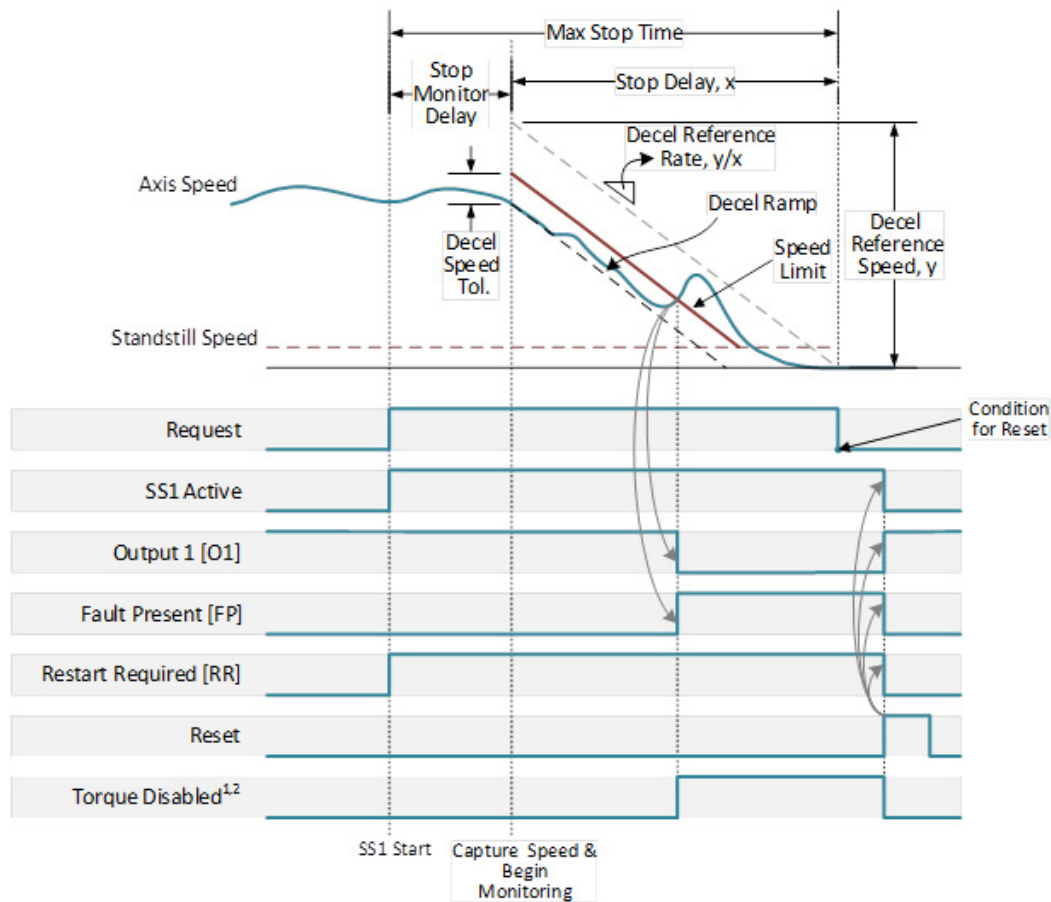 Max Stop Time
Stop
Monitor
Delay
Stop Delay, x
Decel Reference
Rate, y/x
Axis Speed
Decel Ramp
Decel
Speed
Tol.
Speed
Limit
Decel
Reference
Speed, y
Standstill Speed
Request
Condition
for Reset
SS1 Active
Output 1 [O1]
Fault Present [FP]
Restart Required [RR]
Reset
Torque Disabled1,2
SS1 Start
Capture Speed &
Begin
Monitoring